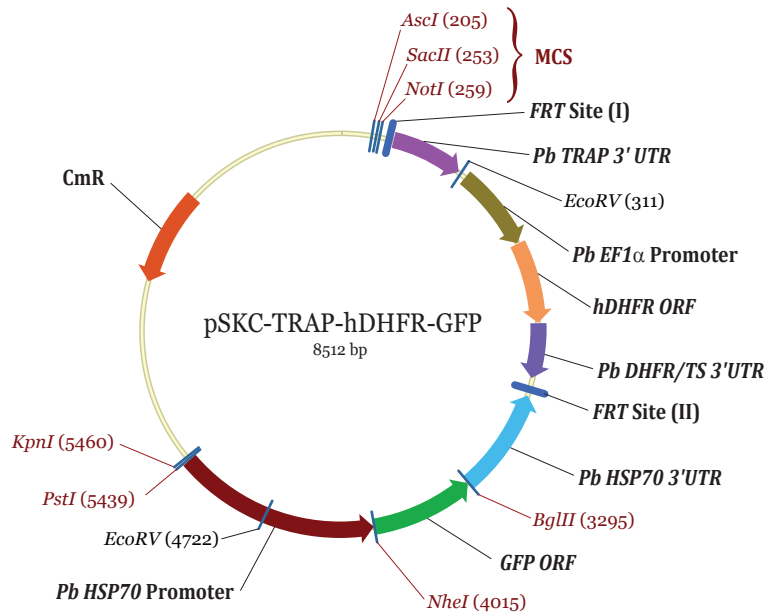 AscI (205)
SacII (253)
NotI (259)
MCS
FRT Site (I)
Pb TRAP 3' UTR
EcoRV (311)
Pb EF1α Promoter
hDHFR ORF
Pb DHFR/TS 3'UTR
FRT Site (II)
Pb HSP70 3'UTR
BglII (3295)
GFP ORF
NheI (4015)
Pb HSP70 Promoter
EcoRV (4722)
PstI (5439)
KpnI (5460)
CmR
pSKC-TRAP-hDHFR-GFP
8512 bp